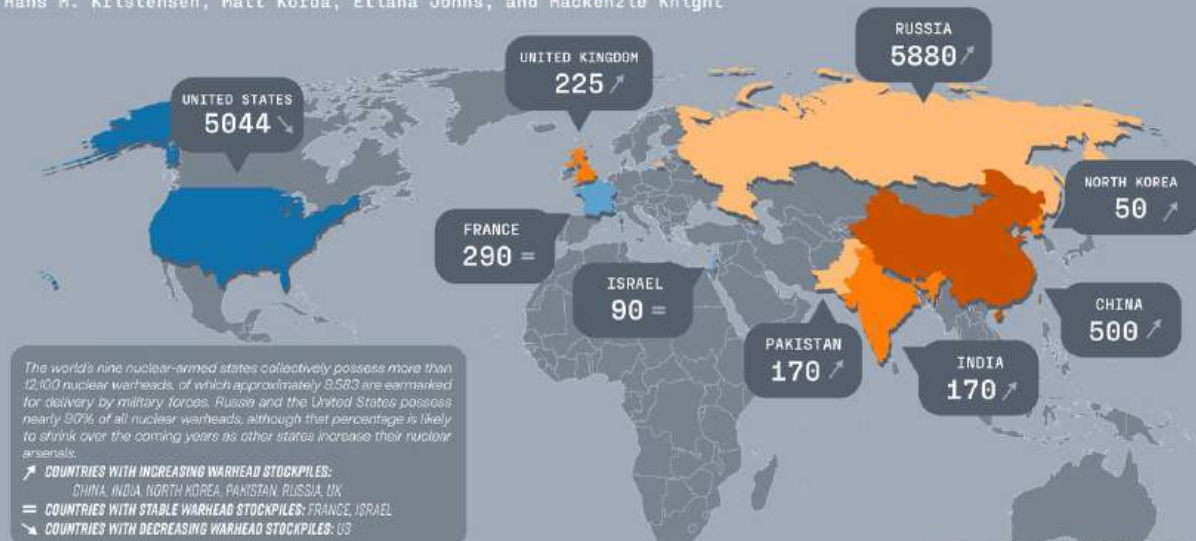 Hans M. Kristensen, Matt Korda, Eliana Johns, and Mackenzie Knight
RUSSIA
5880 ↗
UNITED KINGDOM
225 ↗
UNITED STATES
5044 ↘
NORTH KOREA
50 ↗
FRANCE
290 =
ISRAEL
90 =
CHINA
500 ↗
PAKISTAN
170 ↗
INDIA
170 ↗
The world's nine nuclear-armed states collectively possess more than
12,100 nuclear warheads, of which approximately 9,583 are earmarked
for delivery by military forces. Russia and the United States possess
nearly 90% of all nuclear warheads, although that percentage is likely
to shrink over the coming years as other states increase their nuclear
arsenals.
↗ COUNTRIES WITH INCREASING WARHEAD STOCKPILES:
CHINA, INDIA, NORTH KOREA, PAKISTAN, RUSSIA, UK
= COUNTRIES WITH STABLE WARHEAD STOCKPILES: FRANCE, ISRAEL
↘ COUNTRIES WITH DECREASING WARHEAD STOCKPILES: US